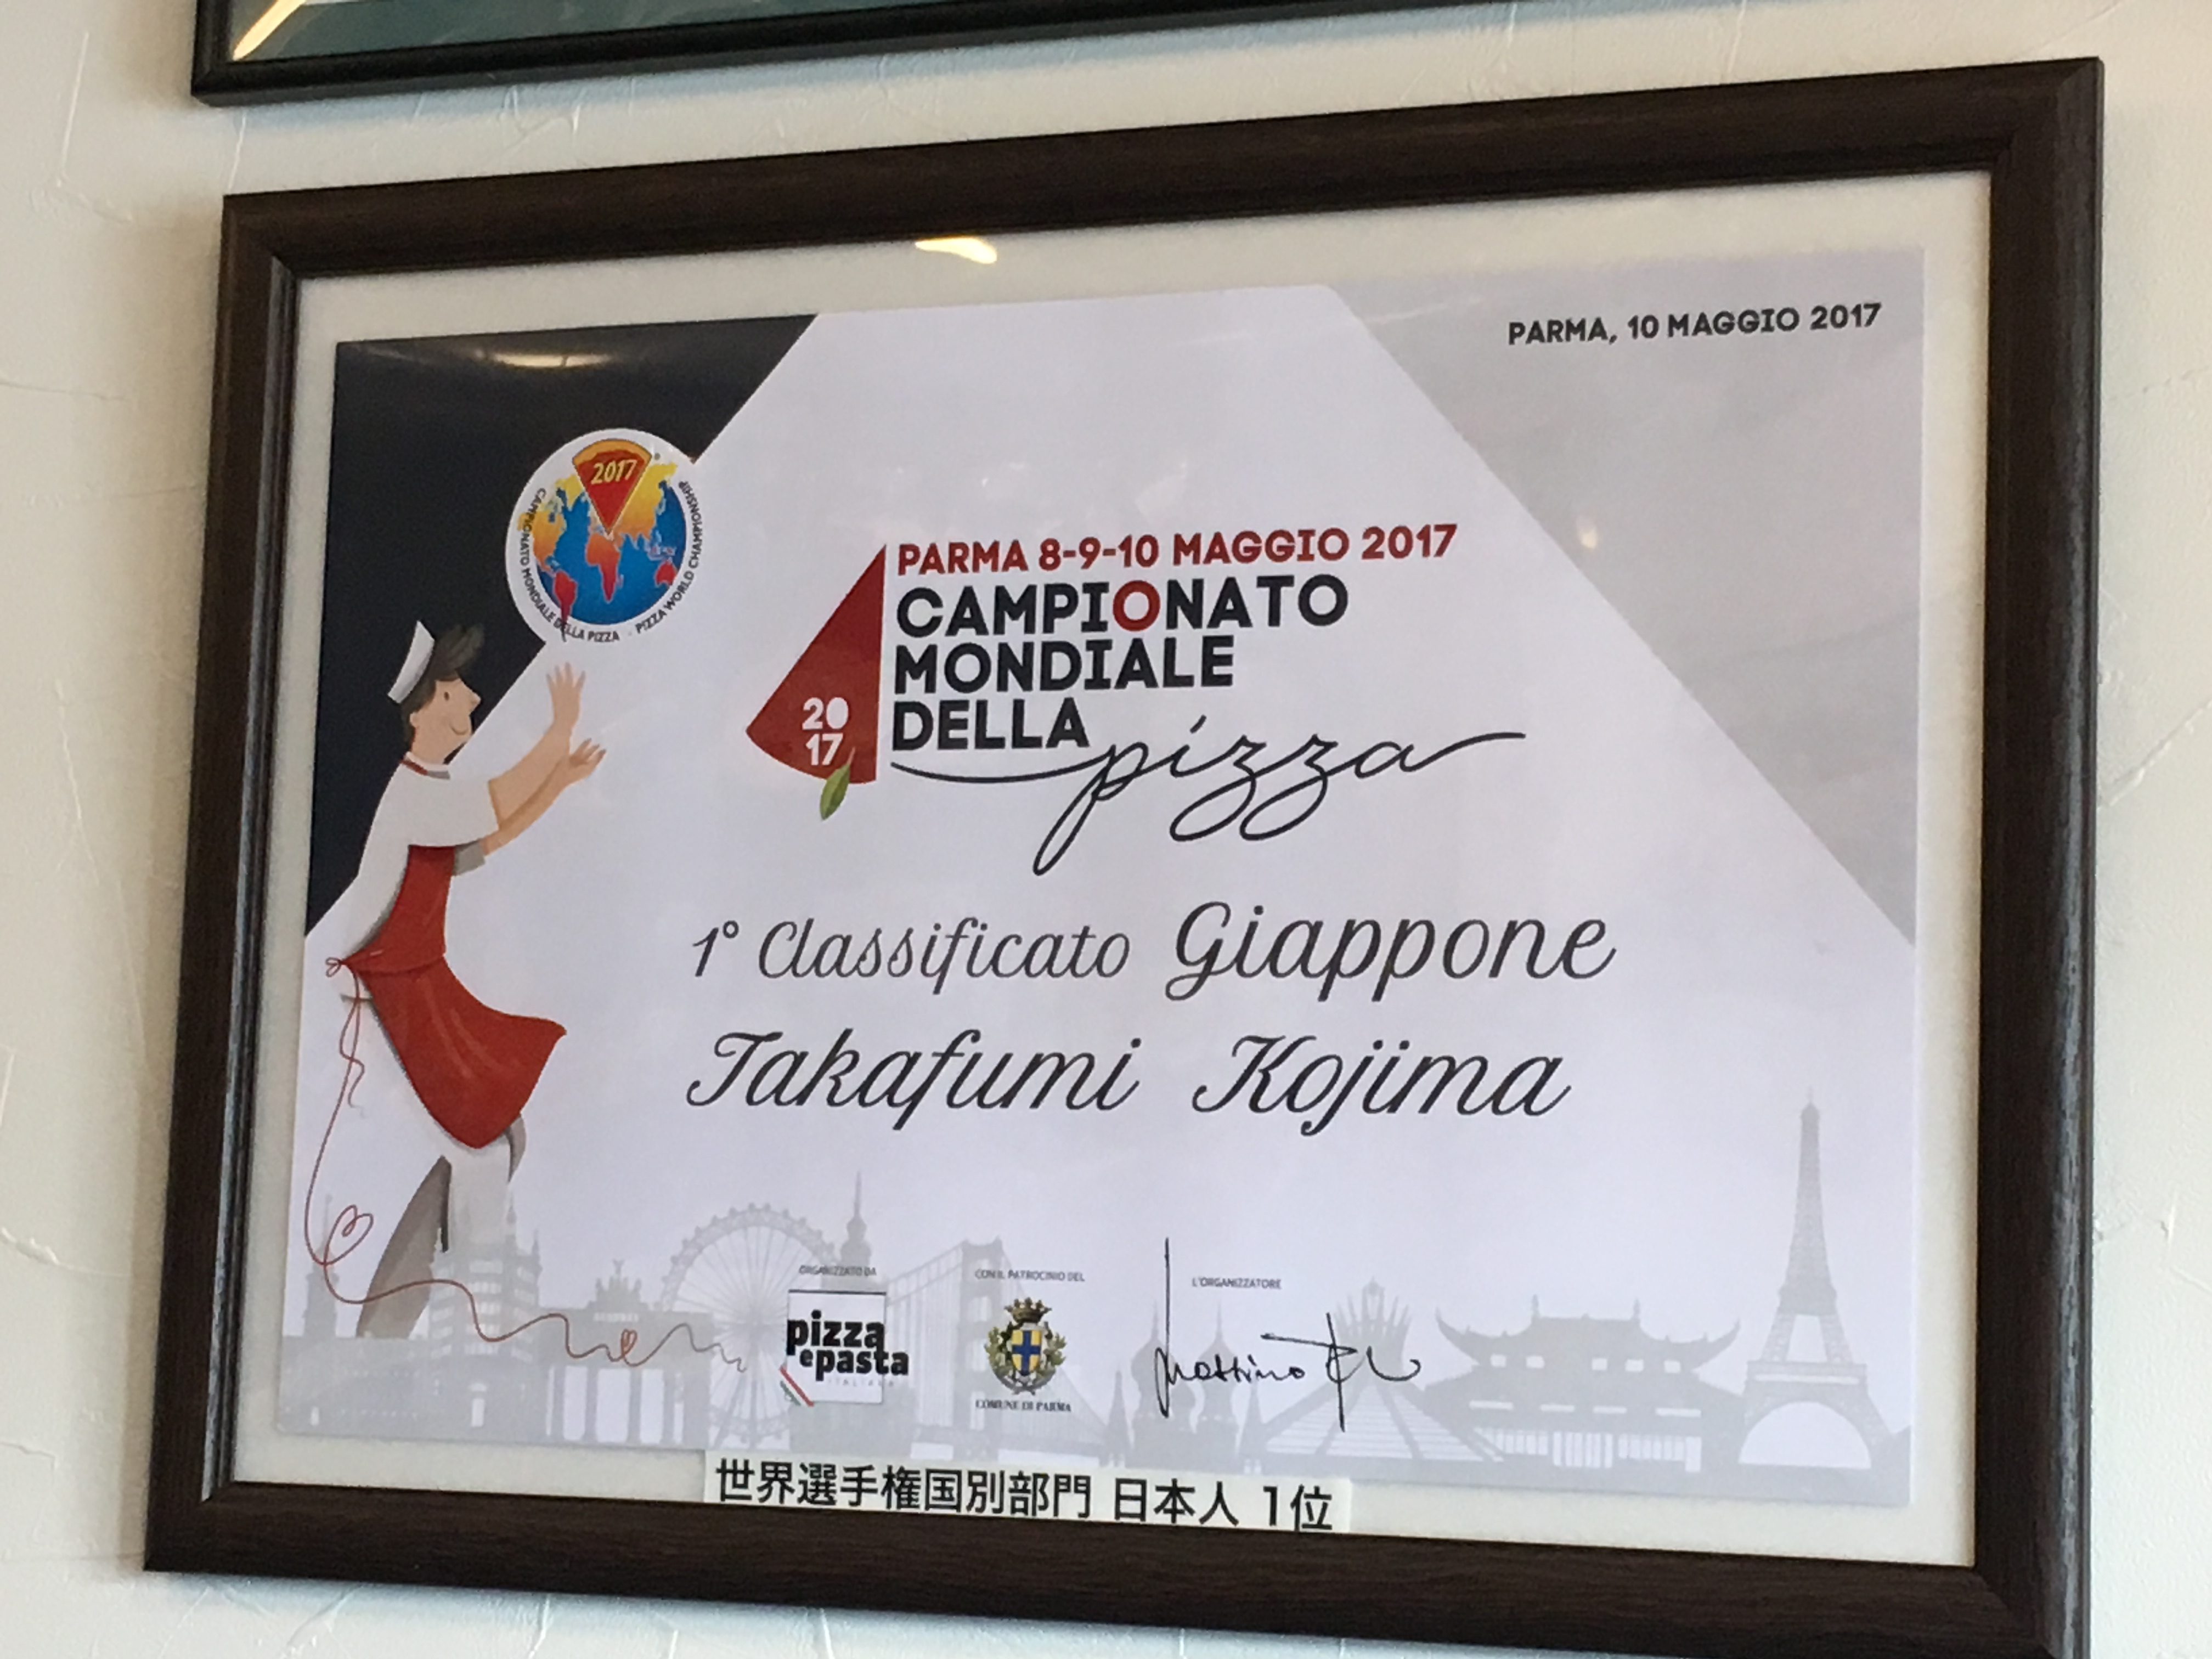 PARMA, 10 MAGGIO 2017
2017
CAMPIONATO MONDIALE DELLA PIZZA - PIZZA WORLD CHAMPIONSHIP
PARMA 8-9-10 MAGGIO 2017
CAMPIONATO
MONDIALE
DELLA
pizza
20
17
1° Classificato Giappone
Takafumi Kojima
ORGANIZZATO DA
pizza
e pasta
ITALIANA
CON IL PATROCINIO DEL
COMUNE DI PARMA
L'ORGANIZZATORE
世界選手権国別部門 日本人 1位